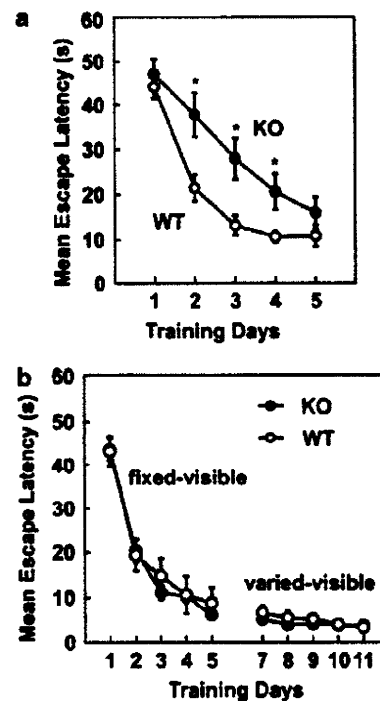 a
Mean Escape Latency (s)
60
50
40
30
20
10
0
* * *
KO
WT
1 2 3 4 5
Training Days
b
Mean Escape Latency (s)
60
50
40
30
20
10
0
KO
WT
fixed-visible
varied-visible
1 2 3 4 5 7 8 9 10 11
Training Days